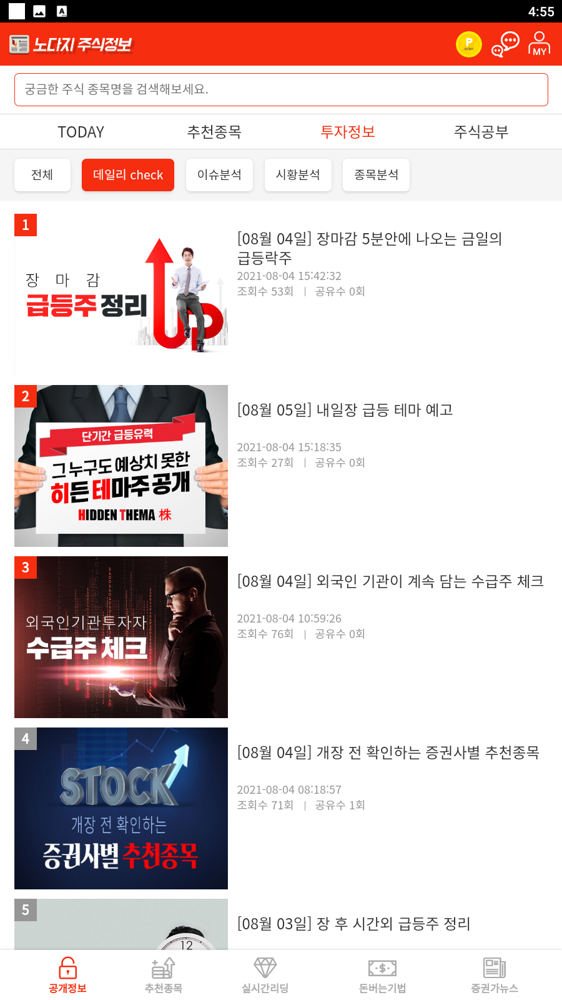 A
4:55
노다지 주식정보
P
point
MY
궁금한 주식 종목명을 검색해보세요.
TODAY
추천종목
투자정보
주식공부
전체
데일리 check
이슈분석
시황분석
종목분석
1
장 마 감
급등주 정리
UP
[08월 04일] 장마감 5분안에 나오는 금일의
급등락주
2021-08-04 15:42:32
조회수 53회 | 공유수 0회
2
단기간 급등유력
그 누구도 예상치 못한
히든 테마주 공개
HIDDEN THEMA 株
[08월 05일] 내일장 급등 테마 예고
2021-08-04 15:18:35
조회수 27회 | 공유수 0회
3
외국인기관투자자
수급주 체크
[08월 04일] 외국인 기관이 계속 담는 수급주 체크
2021-08-04 10:59:26
조회수 76회 | 공유수 0회
4
STOCK
개장 전 확인하는
증권사별 추천종목
[08월 04일] 개장 전 확인하는 증권사별 추천종목
2021-08-04 08:18:57
조회수 71회 | 공유수 1회
5
12
[08월 03일] 장 후 시간외 급등주 정리
공개정보
추천종목
실시간리딩
돈버는기법
증권가뉴스